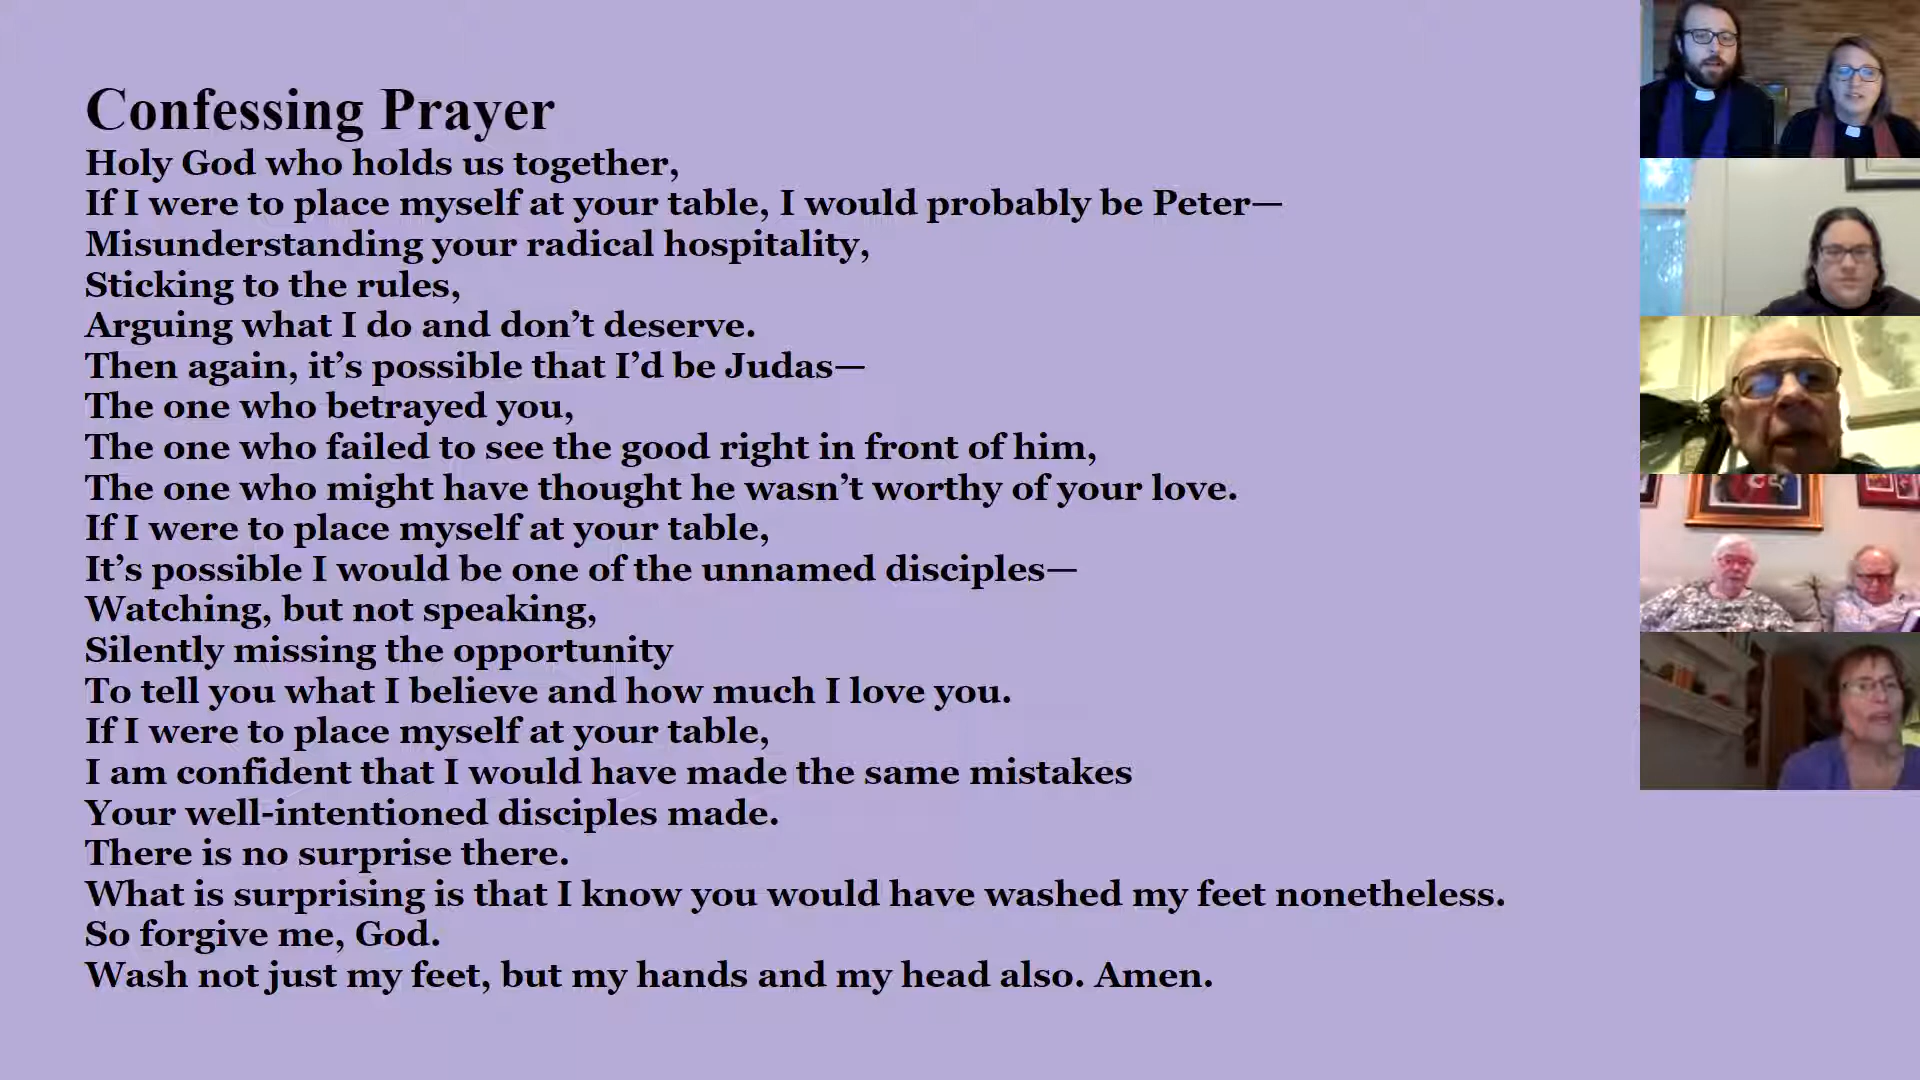 Confessing Prayer
Holy God who holds us together,
If I were to place myself at your table, I would probably be Peter—
Misunderstanding your radical hospitality,
Sticking to the rules,
Arguing what I do and don’t deserve.
Then again, it’s possible that I’d be Judas—
The one who betrayed you,
The one who failed to see the good right in front of him,
The one who might have thought he wasn’t worthy of your love.
If I were to place myself at your table,
It’s possible I would be one of the unnamed disciples—
Watching, but not speaking,
Silently missing the opportunity
To tell you what I believe and how much I love you.
If I were to place myself at your table,
I am confident that I would have made the same mistakes
Your well-intentioned disciples made.
There is no surprise there.
What is surprising is that I know you would have washed my feet nonetheless.
So forgive me, God.
Wash not just my feet, but my hands and my head also. Amen.